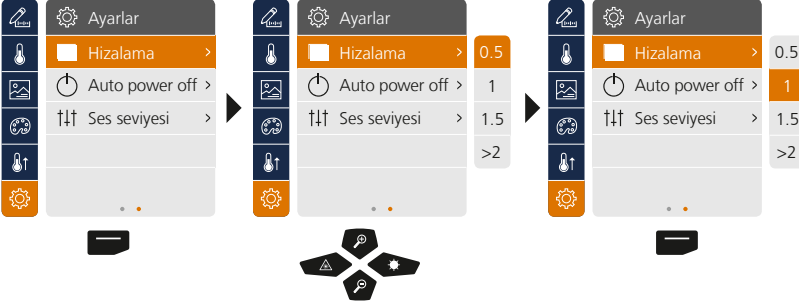 Ayarlar
Hizalama
Auto power off
Ses seviyesi
Ayarlar
Hizalama
0.5
Auto power off
1
Ses seviyesi
1.5
>2
Ayarlar
Hizalama
0.5
Auto power off
1
Ses seviyesi
1.5
>2